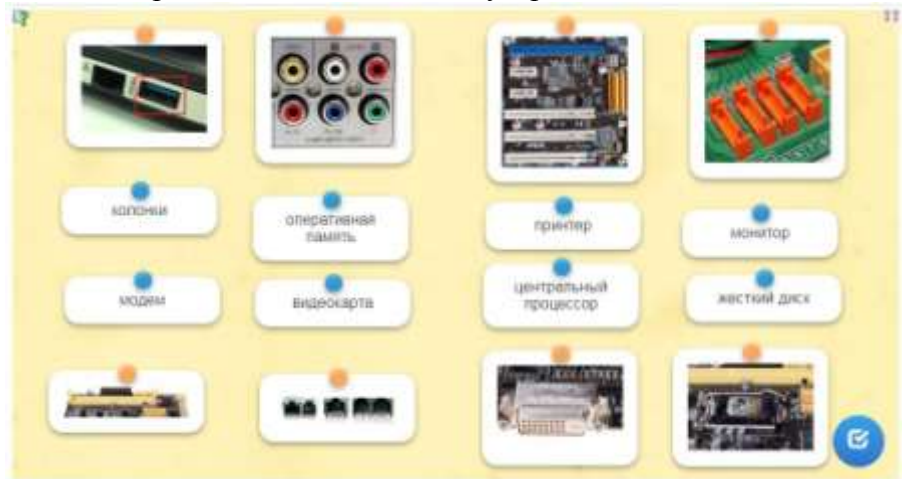 колонки
оперативная
память
принтер
монитор
модем
видеокарта
центральный
процессор
жесткий диск